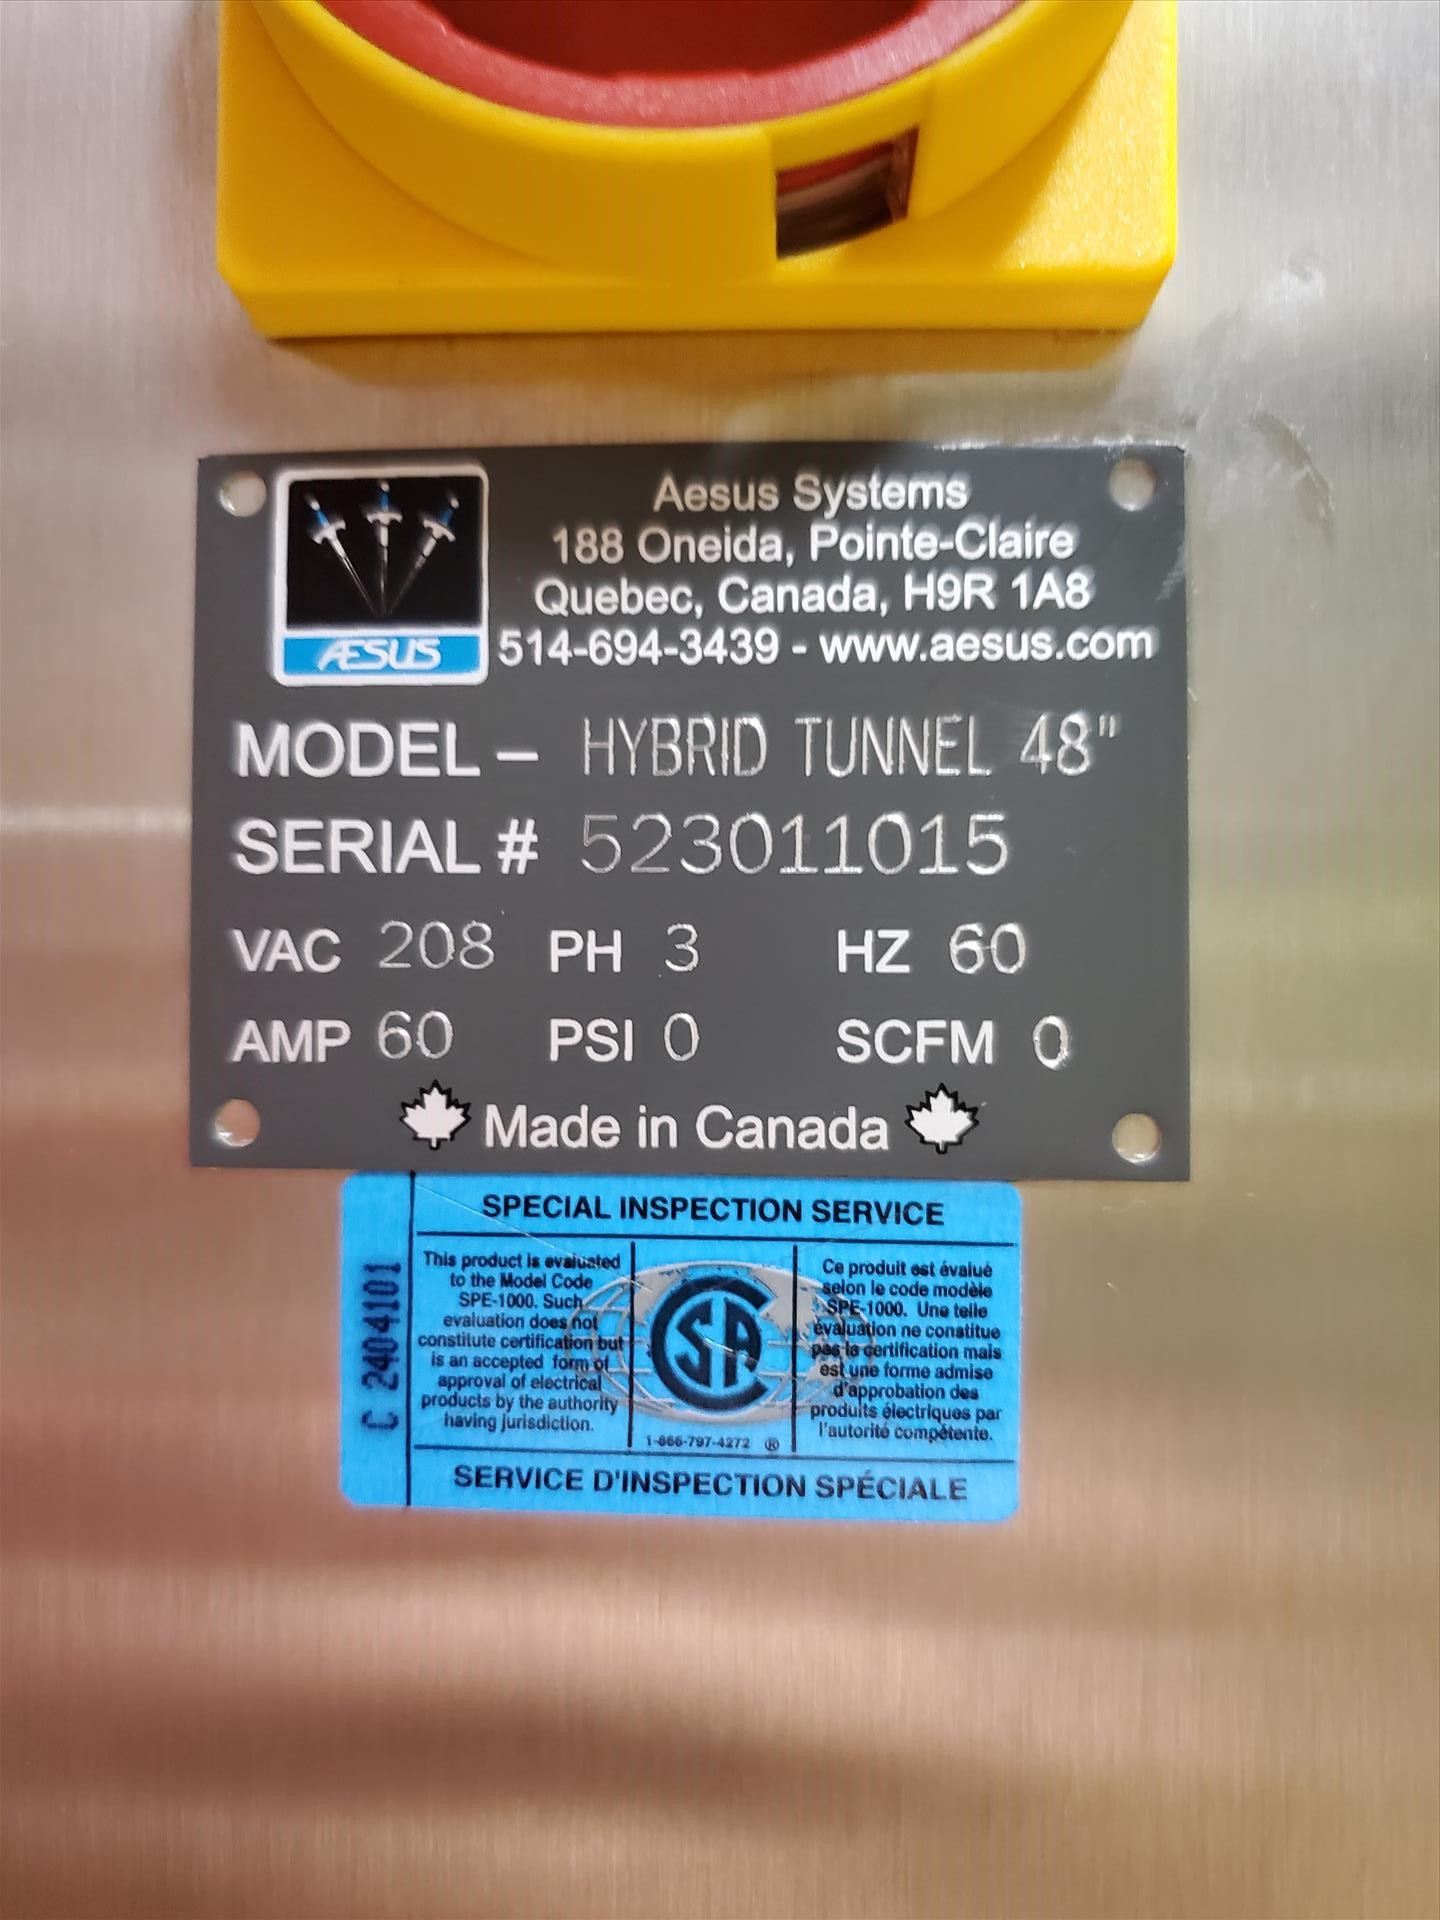 Aesus Systems
188 Oneida, Pointe-Claire
Quebec, Canada, H9R 1A8
ÆSUS
514-694-3439 - www.aesus.com
MODEL – HYBRID TUNNEL 48"
SERIAL # 523011015
VAC 208 PH 3 HZ 60
AMP 60 PSI 0 SCFM 0
Made in Canada
SPECIAL INSPECTION SERVICE
C 2404101
This product is evaluated
to the Model Code
SPE-1000. Such
evaluation does not
constitute certification but
is an accepted form of
approval of electrical
products by the authority
having jurisdiction.
CSA
1-866-797-4272 ®
Ce produit est évalué
selon le code modèle
SPE-1000. Une telle
évaluation ne constitue
pas la certification mais
est une forme admise
d'approbation des
produits électriques par
l'autorité compétente.
SERVICE D'INSPECTION SPÉCIALE